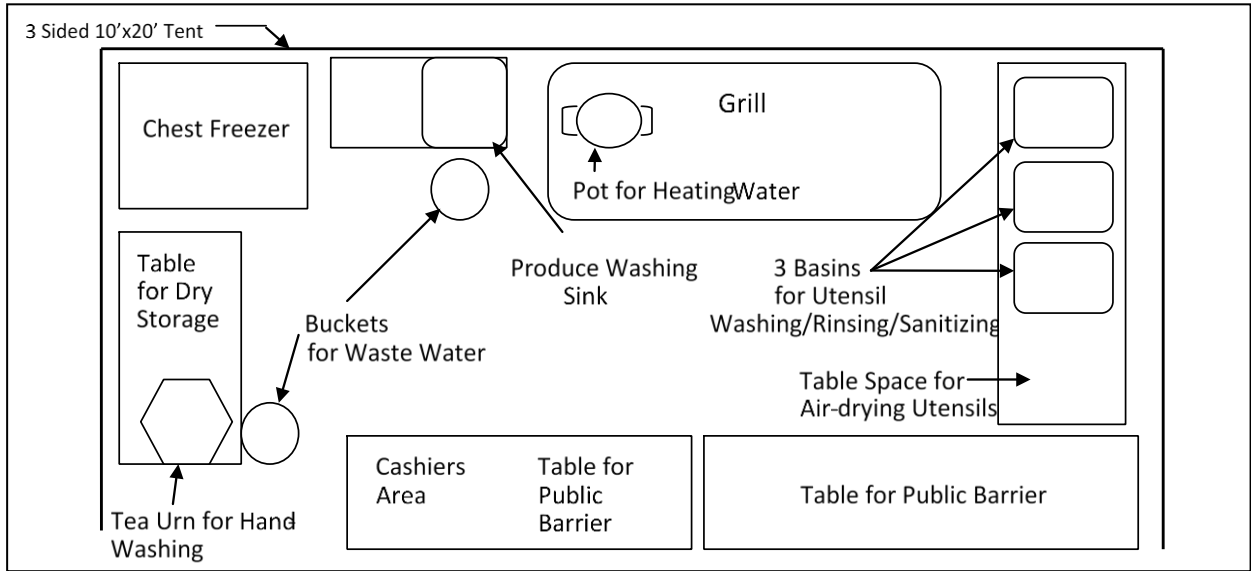 3 Sided 10’x20’ Tent
Chest Freezer
Grill
Pot for HeatingWater
Table
for Dry
Storage
Produce Washing
Sink
3 Basins
for Utensil
Washing/Rinsing/Sanitizing
Buckets
for Waste Water
Table Space for
Air-drying Utensils
Cashiers
Area
Table for
Public
Barrier
Table for Public Barrier
Tea Urn for Hand-
Washing